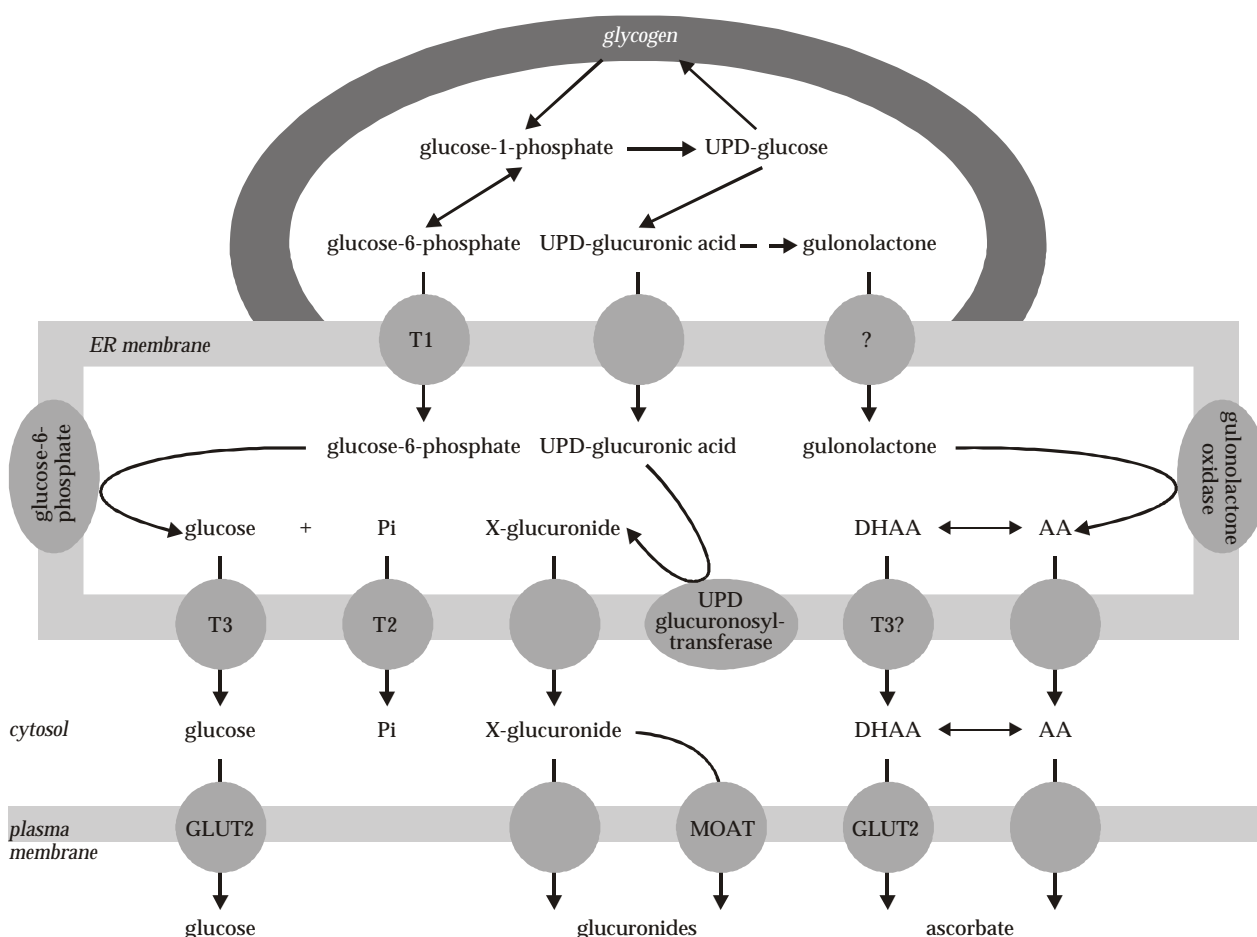 glycogen
glucose-1-phosphate
UPD-glucose
glucose-6-phosphate
UPD-glucuronic acid
gulonolactone
ER membrane
T1
?
glucose-6-
phosphate
glucose-6-phosphate
UPD-glucuronic acid
gulonolactone
gulonolactone
oxidase
glucose
+
Pi
X-glucuronide
DHAA
AA
T3
T2
UPD
glucuronosyl-
transferase
T3?
cytosol
glucose
Pi
X-glucuronide
DHAA
AA
plasma
membrane
GLUT2
MOAT
GLUT2
glucose
glucuronides
ascorbate